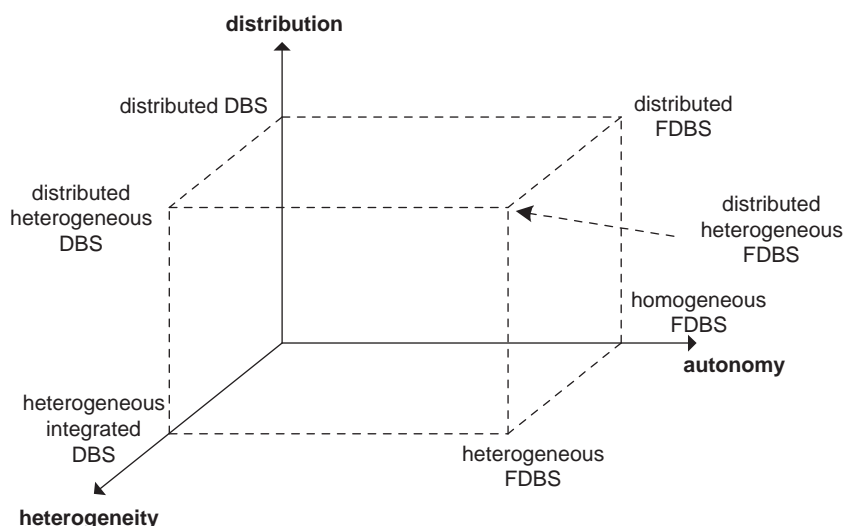 distribution
distributed DBS
distributed
FDBS
distributed
heterogeneous
DBS
distributed
heterogeneous
FDBS
homogeneous
FDBS
autonomy
heterogeneous
integrated
DBS
heterogeneous
FDBS
heterogeneity